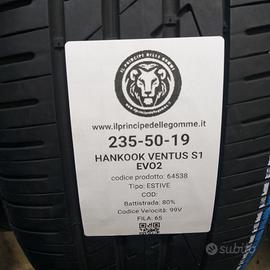 IL PRINCIPE DELLE GOMME
www.ilprincipedellegomme.it
235-50-19
HANKOOK VENTUS S1
EVO2
codice prodotto: 64538
Tipo: ESTIVE
COD:
Battistrada: 80%
Codice Velocità: 99V
FILA: 65
subito